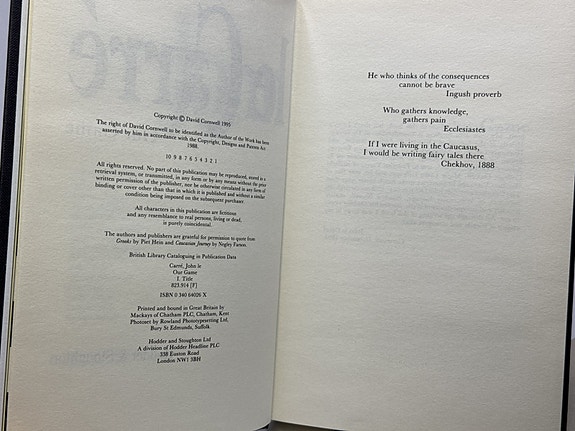 Copyright © David Cornwell 1995
The right of David Cornwell to be identified as the Author of the Work has been
asserted by him in accordance with the Copyright, Designs and Patents Act
1988.
10 9 8 7 6 5 4 3 2 1
All rights reserved. No part of this publication may be reproduced, stored in a
retrieval system, or transmitted, in any form or by any means without the prior
written permission of the publisher, nor be otherwise circulated in any form of
binding or cover other than that in which it is published and without a similar
condition being imposed on the subsequent purchaser.
All characters in this publication are fictitious
and any resemblance to real persons, living or dead,
is purely coincidental.
The authors and publishers are grateful for permission to quote from
Grooks by Piet Hein and Caucasian Journey by Negley Farson.
British Library Cataloguing in Publication Data
Carré, John le
Our Game
I. Title
823.914 [F]
ISBN 0 340 64026 X
Printed and bound in Great Britain by
Mackays of Chatham PLC, Chatham, Kent
Photoset by Rowland Phototypesetting Ltd,
Bury St Edmunds, Suffolk
Hodder and Stoughton Ltd
A division of Hodder Headline PLC
338 Euston Road
London NW1 3BH
He who thinks of the consequences
cannot be brave
Ingush proverb
Who gathers knowledge,
gathers pain
Ecclesiastes
If I were living in the Caucasus,
I would be writing fairy tales there
Chekhov, 1888